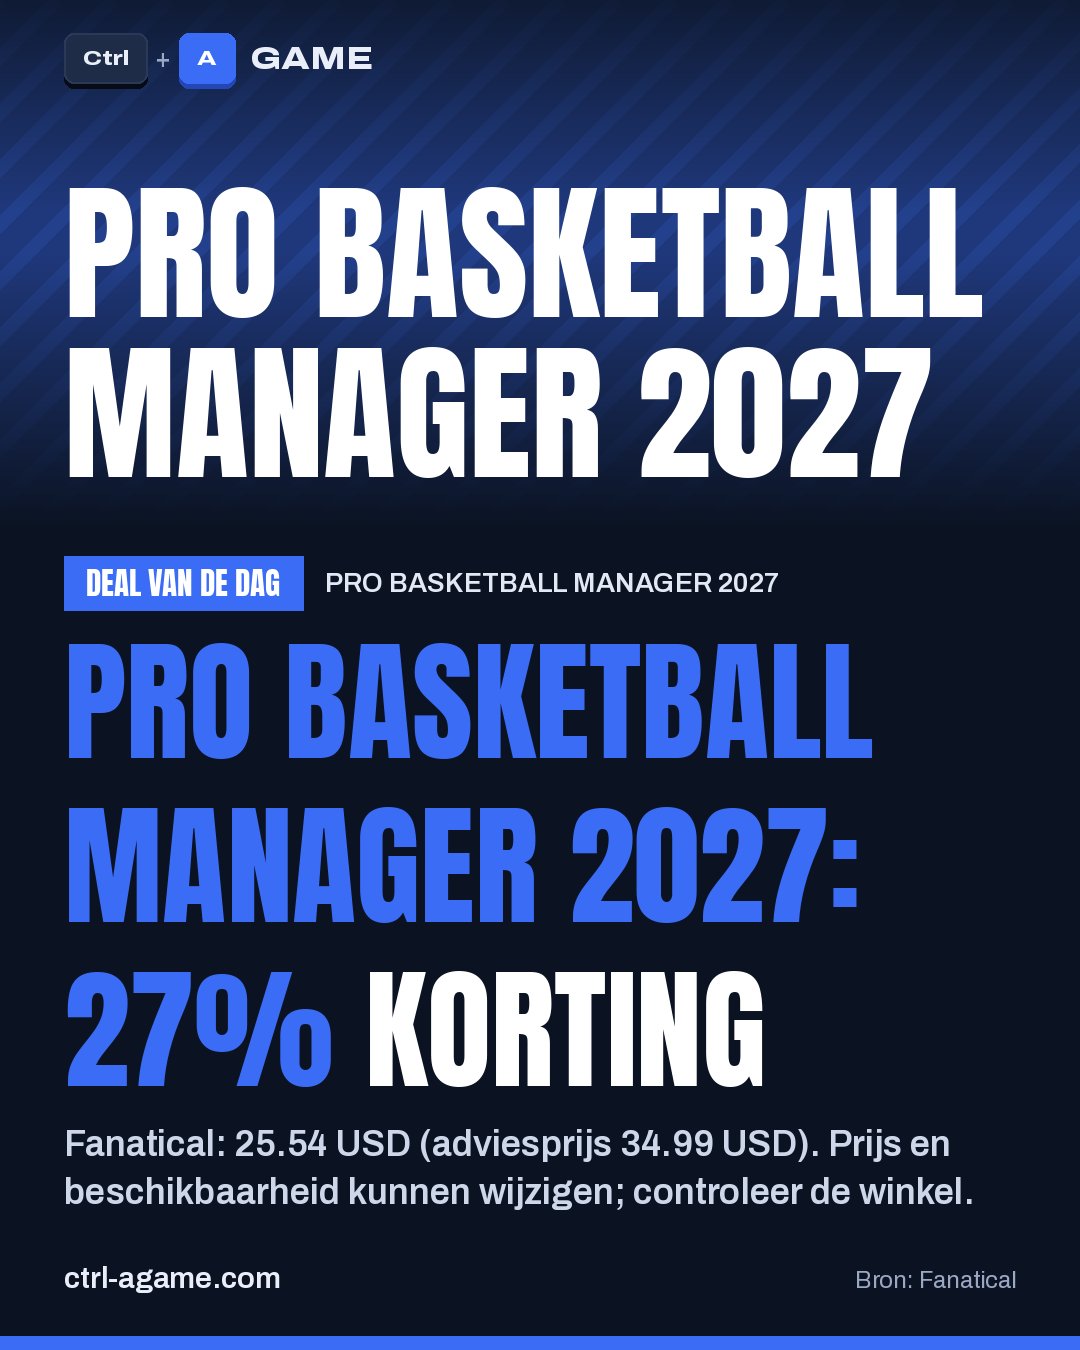 Ctrl + A GAME
PRO BASKETBALL
MANAGER 2027
DEAL VAN DE DAG PRO BASKETBALL MANAGER 2027
PRO BASKETBALL
MANAGER 2027:
27% KORTING
Fanatical: 25.54 USD (adviesprijs 34.99 USD). Prijs en
beschikbaarheid kunnen wijzigen; controleer de winkel.
ctrl-agame.com Bron: Fanatical